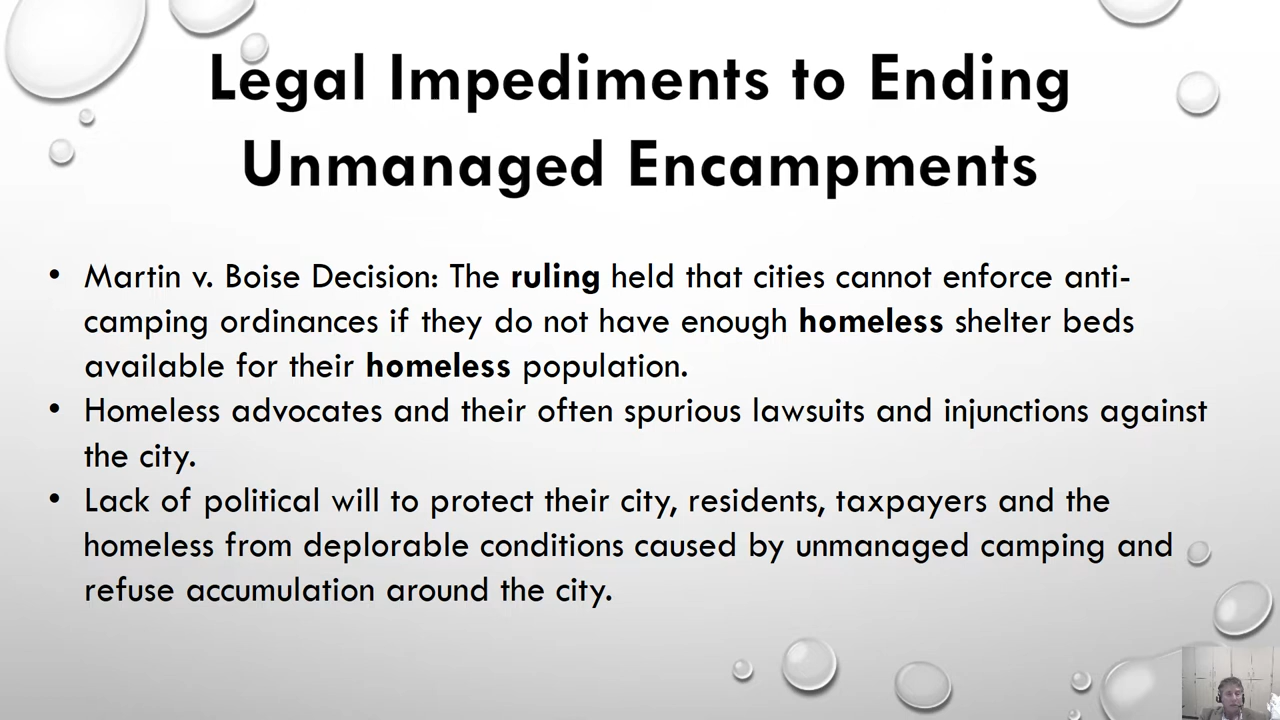 Legal Impediments to Ending
Unmanaged Encampments
• Martin v. Boise Decision: The ruling held that cities cannot enforce anti-
camping ordinances if they do not have enough homeless shelter beds
available for their homeless population.
• Homeless advocates and their often spurious lawsuits and injunctions against
the city.
• Lack of political will to protect their city, residents, taxpayers and the
homeless from deplorable conditions caused by unmanaged camping and
refuse accumulation around the city.